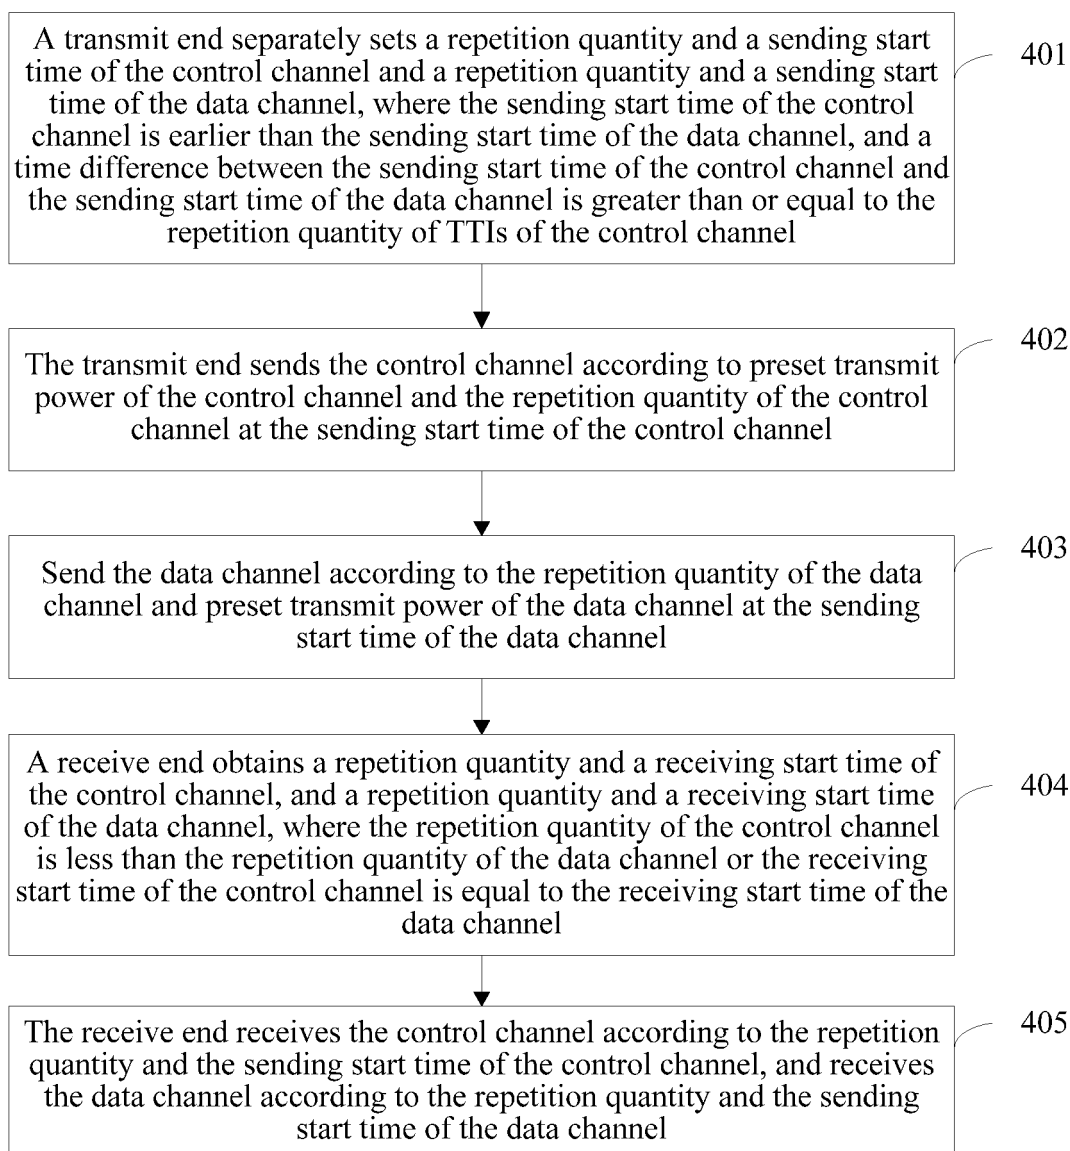 A transmit end separately sets a repetition quantity and a sending start
time of the control channel and a repetition quantity and a sending start
time of the data channel, where the sending start time of the control
channel is earlier than the sending start time of the data channel, and a
time difference between the sending start time of the control channel and
the sending start time of the data channel is greater than or equal to the
repetition quantity of TTIs of the control channel
401
The transmit end sends the control channel according to preset transmit
power of the control channel and the repetition quantity of the control
channel at the sending start time of the control channel
402
Send the data channel according to the repetition quantity of the data
channel and preset transmit power of the data channel at the sending
start time of the data channel
403
A receive end obtains a repetition quantity and a receiving start time of
the control channel, and a repetition quantity and a receiving start time
of the data channel, where the repetition quantity of the control channel
is less than the repetition quantity of the data channel or the receiving
start time of the control channel is equal to the receiving start time of the
data channel
404
The receive end receives the control channel according to the repetition
quantity and the sending start time of the control channel, and receives
the data channel according to the repetition quantity and the sending
start time of the data channel
405